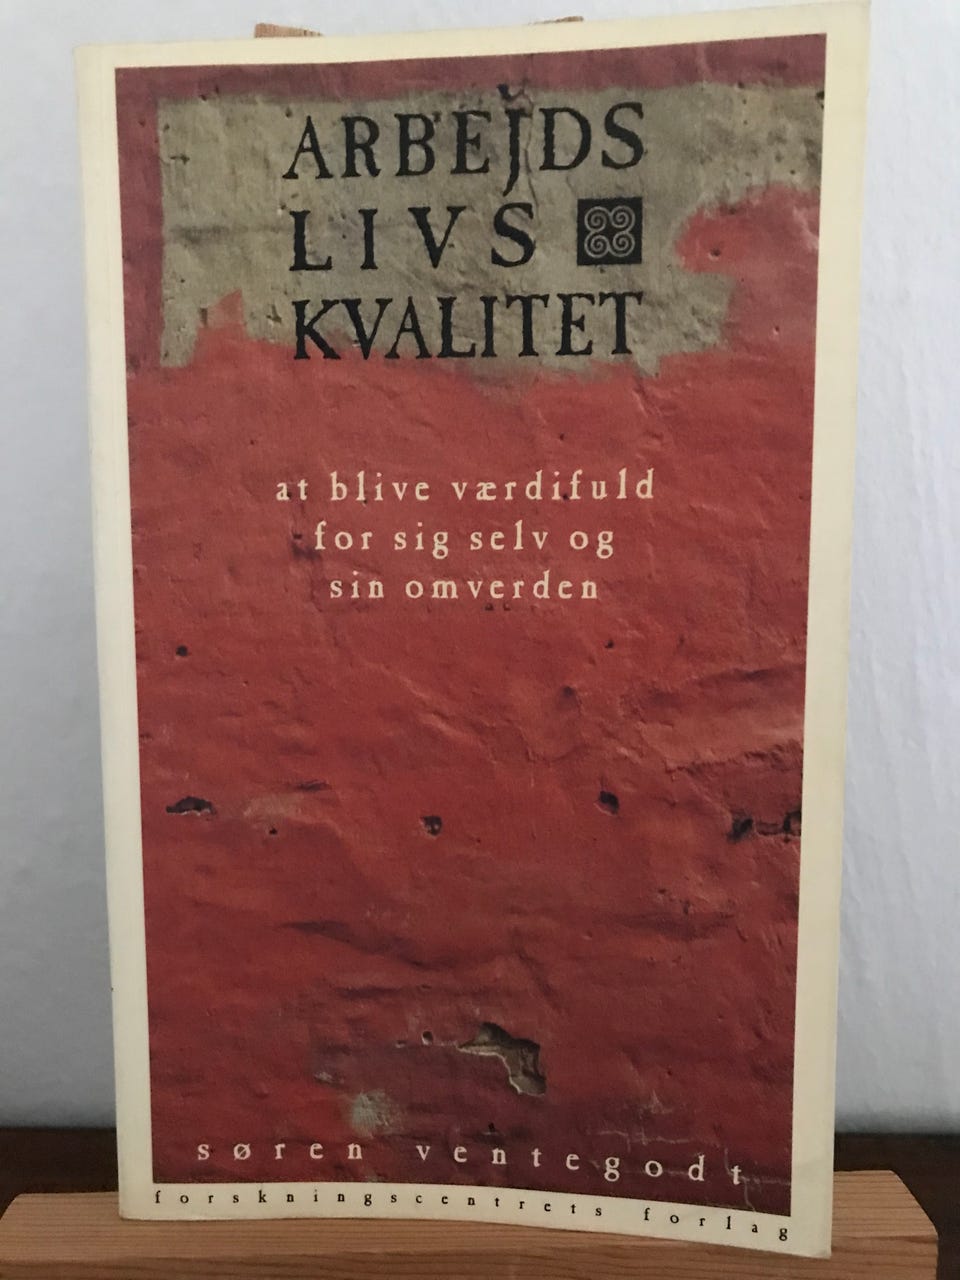 ARBEJDS
LIVS
KVALITET
at blive værdifuld
for sig selv og
sin omverden
søren ventegodt
forskningscentrets forlag